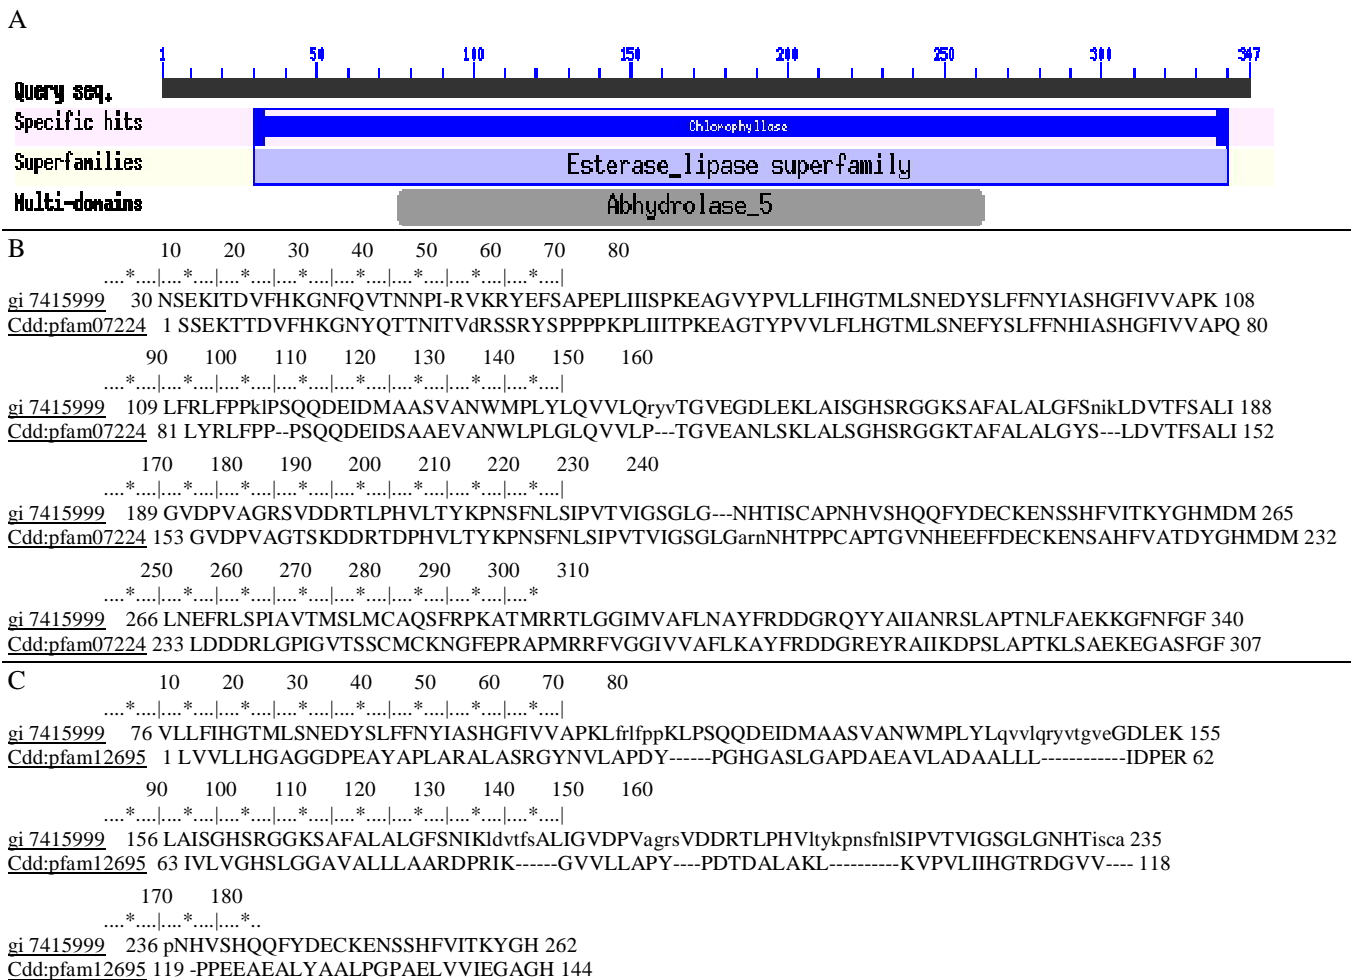 A
1 50 100 150 200 250 300 347
Query seq.
Specific hits Chlorophyllase
Superfamilies Esterase_lipase superfamily
Multi-domains Abhydrolase_5
B
10 20 30 40 50 60 70 80
....*....|....*....|....*....|....*....|....*....|....*....|....*....|
gi 7415999 30 NSEKITDVFHKGNFQVTNNPI-RVKRYEFSAPEPLIIISPKEAGVYPVLLFIHGTMLSNEDYSLFFNYIASHGFIVVAPK 108
Cdd:pfam07224 1 SSEKTTDVFHKGNYQTTNITVdRSSRYSPPPPKPLIIITPKEAGTYPVVLFLHGTMLSNEFYSLFFNHIASHGFIVVAPQ 80
90 100 110 120 130 140 150 160
....*....|....*....|....*....|....*....|....*....|....*....|....*....|
gi 7415999 109 LFRLFPPklPSQQDEIDMAASVANWMPLYLQVVLQryvTGVEGDLEKLAISGHSRGGKSAFALALGFSnikLDVTFSALI 188
Cdd:pfam07224 81 LYRLFPP--PSQQDEIDSAAEVANWLPLGLQVVLP---TGVEANLSKLALSGHSRGGKTAFALALGYS---LDVTFSALI 152
170 180 190 200 210 220 230 240
....*....|....*....|....*....|....*....|....*....|....*....|....*....|
gi 7415999 189 GVDPVAGRSVDDRTLPHVLTYKPNSFNLSIPVTVIGSGLG---NHTISCAPNHVSHQQFYDECKENSSHFVITKYGHMDM 265
Cdd:pfam07224 153 GVDPVAGTSKDDRTDPHVLTYKPNSFNLSIPVTVIGSGLGarnNHTPPCAPTGVNHEEFFDECKENSAHFVATDYGHMDM 232
250 260 270 280 290 300 310
....*....|....*....|....*....|....*....|....*....|....*....|....*
gi 7415999 266 LNEFRLSPIAVTMSLMCAQSFRPKATMRRTLGGIMVAFLNAYFRDDGRQYYAIIANRSLAPTNLFAEKKGFNFGF 340
Cdd:pfam07224 233 LDDDRLGPIGVTSSCMCKNGFEPRAPMRRFVGGIVVAFLKAYFRDDGREYRAIIKDPSLAPTKLSAEKEGASFGF 307
C
10 20 30 40 50 60 70 80
....*....|....*....|....*....|....*....|....*....|....*....|....*....|
gi 7415999 76 VLLFIHGTMLSNEDYSLFFNYIASHGFIVVAPKLfrlfppKLPSQQDEIDMAASVANWMPLYLqvvlqryvtgveGDLEK 155
Cdd:pfam12695 1 LVVLLHGAGGDPEAYAPLARALASRGYNVLAPDY------PGHGASLGAPDAEAVLADAALLL------------IDPER 62
90 100 110 120 130 140 150 160
....*....|....*....|....*....|....*....|....*....|....*....|....*....|
gi 7415999 156 LAISGHSRGGKSAFALALGFSNIKldvtfsALIGVDPVagrsVDDRTLPHVltykpnsfnlSIPVTVIGSGLGNHTisca 235
Cdd:pfam12695 63 IVLVGHSLGGAVALLLAARDPRIK------GVVLLAPY----PDTDALAKL----------KVPVLIIHGTRDGVV---- 118
170 180
....*....|....*....|....*..
gi 7415999 236 pNHVSHQQFYDECKENSSHFVITKYGH 262
Cdd:pfam12695 119 -PPEEAEALYAALPGPAELVVIEGAGH 144